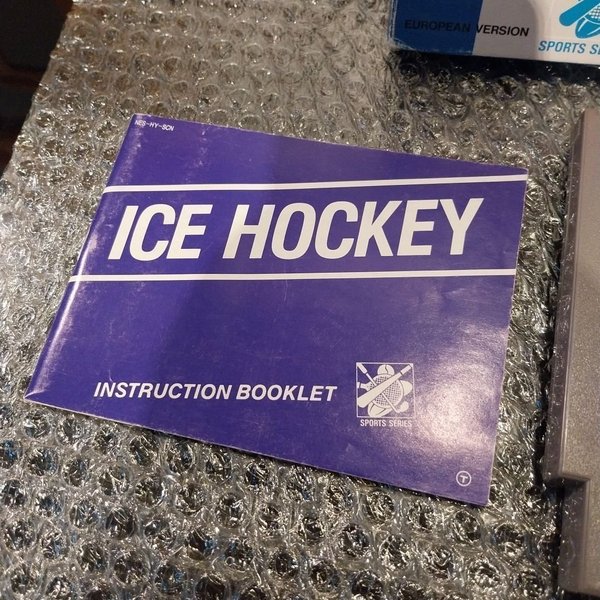 EUROPEAN VERSION
SPORTS SE
NES-HY-SCN
ICE HOCKEY
INSTRUCTION BOOKLET
SPORTS SERIES
T